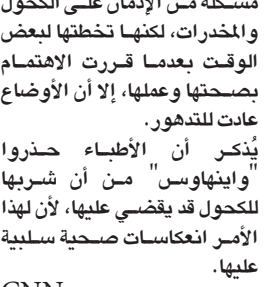 مشكلة من الإدمان على الكحول
والمخدرات، لكنها تخطتها لبعض
الوقت بعدما قررت الاهتمام
بصحتها وعملها، إلا أن الأوضاع
عادت للتدهور.
يُذكر أن الأطباء حذروا
"واينهاوس" من أن شربها
للكحول قد يقضي عليها، لأن لهذا
الأمر انعكاسات صحية سلبية
عليها.
CNN